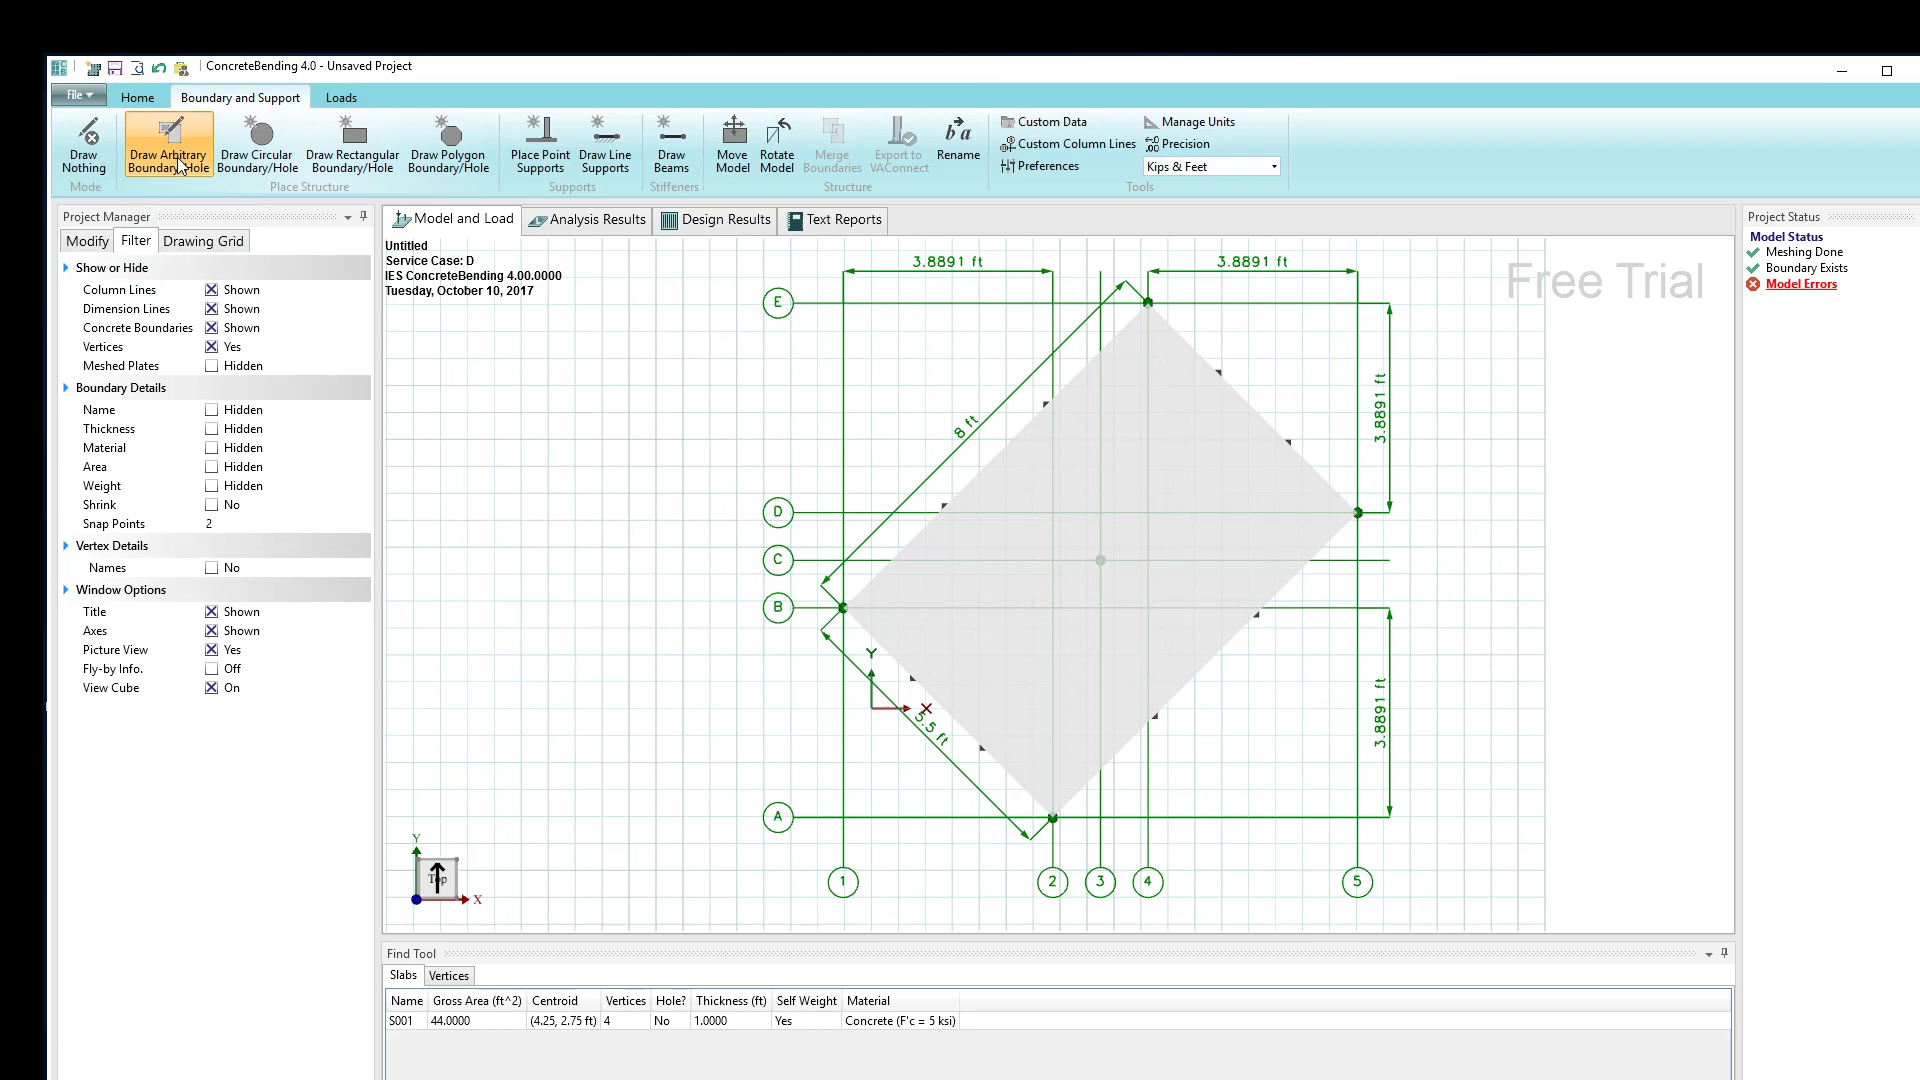 ConcreteBending 4.0 - Unsaved Project
File Home Boundary and Support Loads
Draw Nothing
Draw Arbitrary Boundary/Hole
Draw Circular Boundary/Hole
Draw Rectangular Boundary/Hole
Draw Polygon Boundary/Hole
Place Point Supports
Draw Line Supports
Draw Beams
Move Model
Rotate Model
Merge Boundaries
Export to VAConnect
b a
Rename
Custom Data
Custom Column Lines
Preferences
Manage Units
Precision
Kips & Feet
Mode Place Structure Supports Stiffeners Structure Tools
Project Manager
Modify Filter Drawing Grid
Show or Hide
Column Lines Shown
Dimension Lines Shown
Concrete Boundaries Shown
Vertices Yes
Meshed Plates Hidden
Boundary Details
Name Hidden
Thickness Hidden
Material Hidden
Area Hidden
Weight Hidden
Shrink No
Snap Points 2
Vertex Details
Names No
Window Options
Title Shown
Axes Shown
Picture View Yes
Fly-by Info. Off
View Cube On
Model and Load Analysis Results Design Results Text Reports
Untitled
Service Case: D
IES ConcreteBending 4.00.0000
Tuesday, October 10, 2017
Free Trial
3.8891 ft 3.8891 ft
E
D
C
B
A
8 ft
5.5 ft
3.8891 ft
3.8891 ft
Y
X
1 2 3 4 5
Y
Top
X
Find Tool
Slabs Vertices
Name Gross Area (ft^2) Centroid Vertices Hole? Thickness (ft) Self Weight Material
S001 44.0000 (4.25, 2.75 ft) 4 No 1.0000 Yes Concrete (F'c = 5 ksi)
Project Status
Model Status
Meshing Done
Boundary Exists
Model Errors